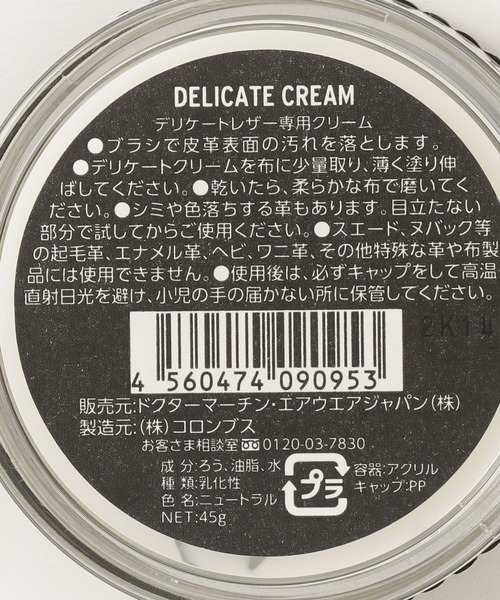 DELICATE CREAM
デリケートレザー専用クリーム
●ブラシで皮革表面の汚れを落とします。
●デリケートクリームを布に少量取り、薄く塗り伸
ばしてください。●乾いたら、柔らかな布で磨いてく
ださい。●シミや色落ちする革もあります。目立たない
部分で試してからご使用ください。●スエード、ヌバック等
の起毛革、エナメル革、ヘビ、ワニ革、その他特殊な革や布製
品には使用できません。●使用後は、必ずキャップをして高温
直射日光を避け、小児の手の届かない所に保管してください。
2K14
4 560474 090953
販売元:ドクターマーチン・エアウエアジャパン(株)
製造元:(株)コロンブス
お客さま相談室 0120-03-7830
成 分:ろう、油脂、水
種 類:乳化性
色 名:ニュートラル
NET:45g
プラ
容器:アクリル
キャップ:PP